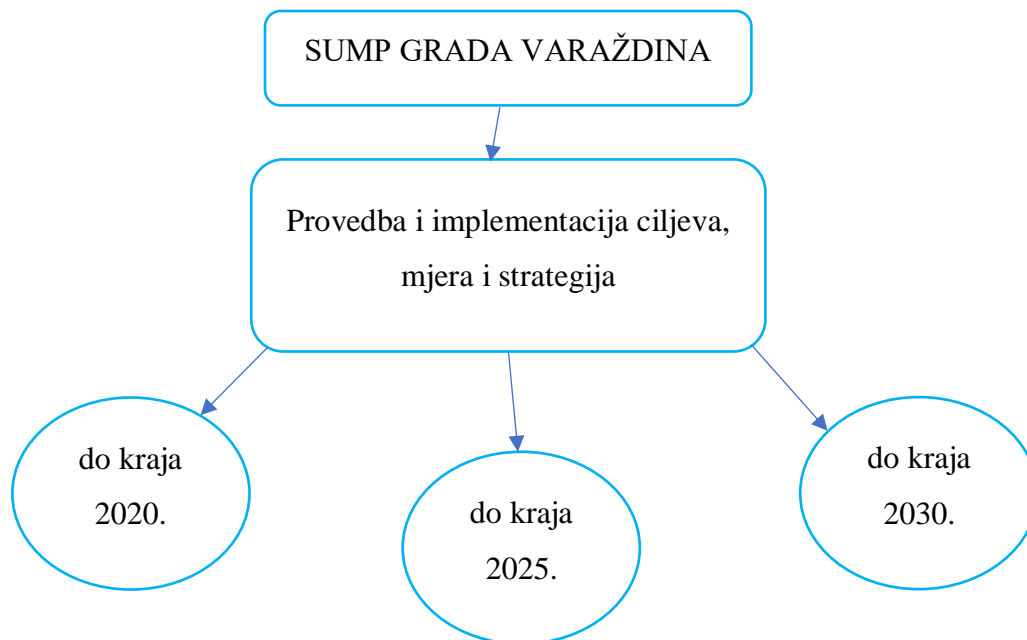 SUMP GRADA VARAŽDINA
Provedba i implementacija ciljeva,
mjera i strategija
do kraja
2020.
do kraja
2025.
do kraja
2030.